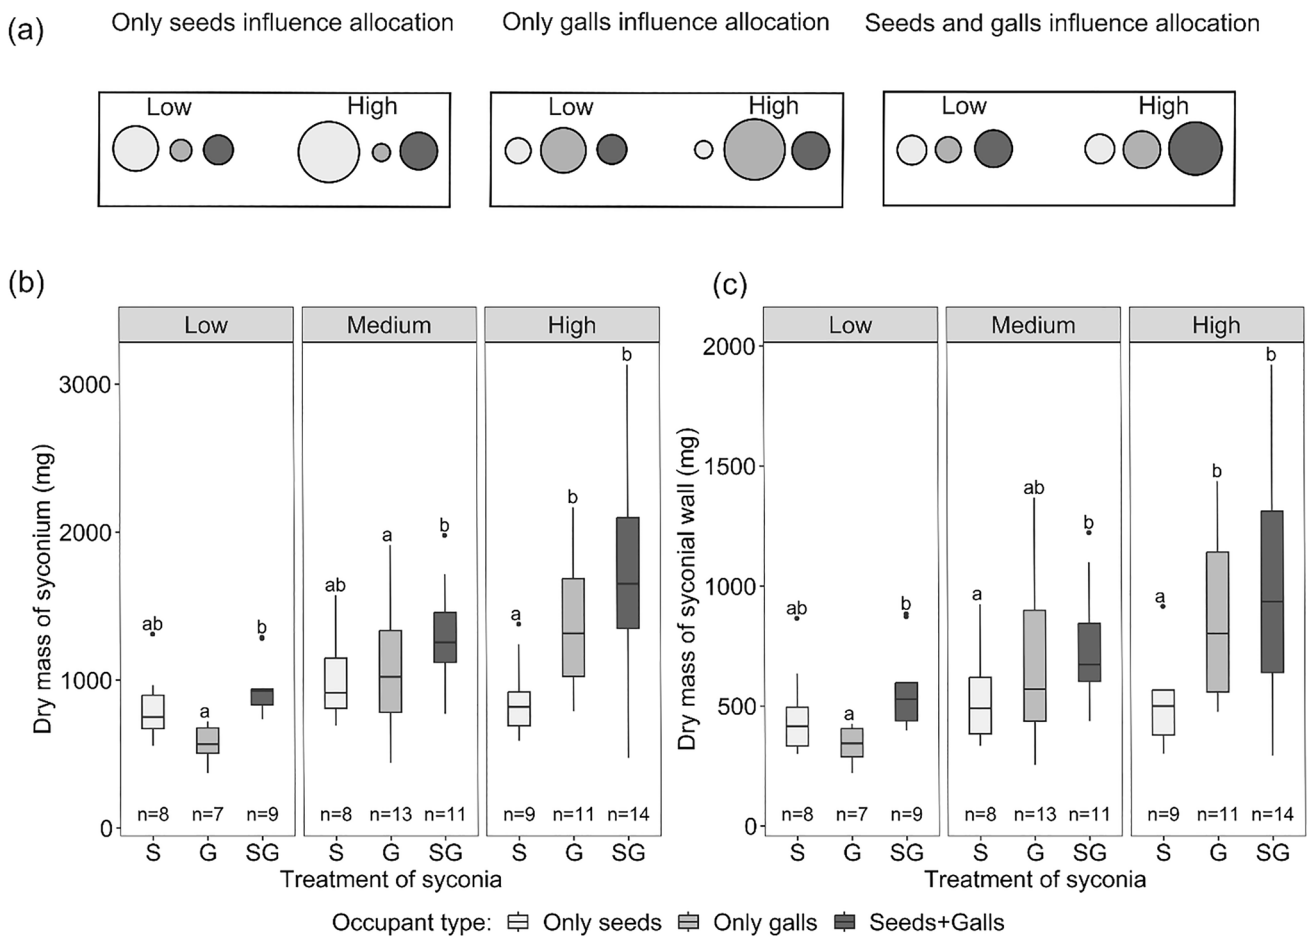 (a)
Only seeds influence allocation
Only galls influence allocation
Seeds and galls influence allocation
Low
High
Low
High
Low
High
(b)
Low
Medium
High
Dry mass of syconium (mg)
3000
2000
1000
0
ab
a
b
ab
a
b
a
b
b
n=8
n=7
n=9
n=8
n=13
n=11
n=9
n=11
n=14
S
G
SG
S
G
SG
S
G
SG
Treatment of syconia
(c)
Low
Medium
High
Dry mass of syconial wall (mg)
2000
1500
1000
500
0
ab
a
b
a
ab
b
a
b
b
n=8
n=7
n=9
n=8
n=13
n=11
n=9
n=11
n=14
S
G
SG
S
G
SG
S
G
SG
Treatment of syconia
Occupant type: Only seeds Only galls Seeds+Galls